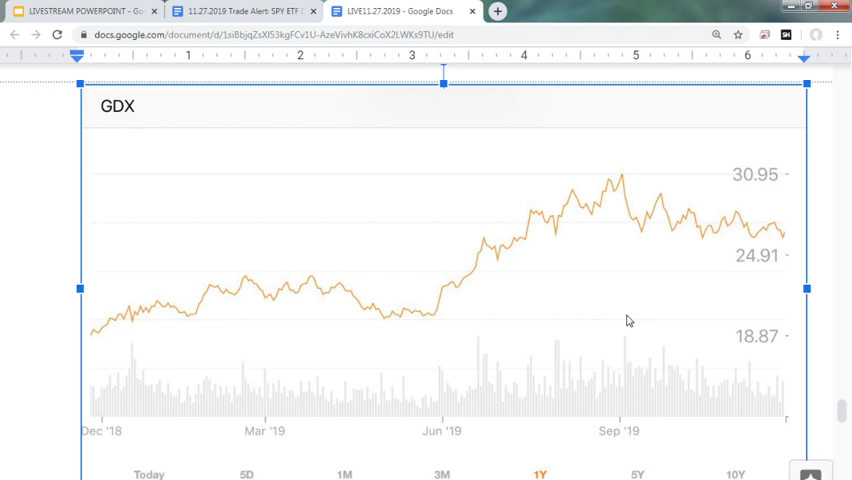 LIVESTREAM POWERPOINT - Go
11.27.2019 Trade Alert: SPY ETF
LIVE11.27.2019 - Google Docs
docs.google.com/document/d/1siBbjqZsXl53kgFCv1U-AzeVivhK8cxiCoX2LWKs9TU/edit
1 2 3 4 5 6
GDX
30.95
24.91
18.87
Dec '18 Mar '19 Jun '19 Sep '19
Today 5D 1M 3M 1Y 5Y 10Y